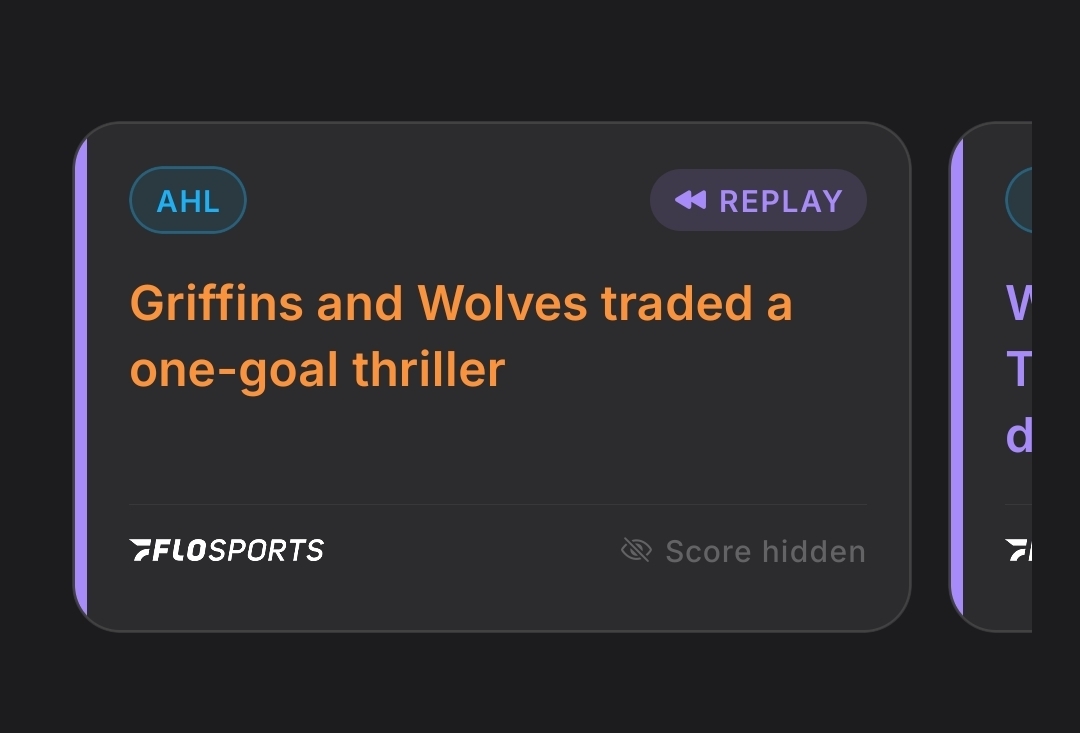 AHL
REPLAY
Griffins and Wolves traded a
one-goal thriller
FLOSPORTS
Score hidden